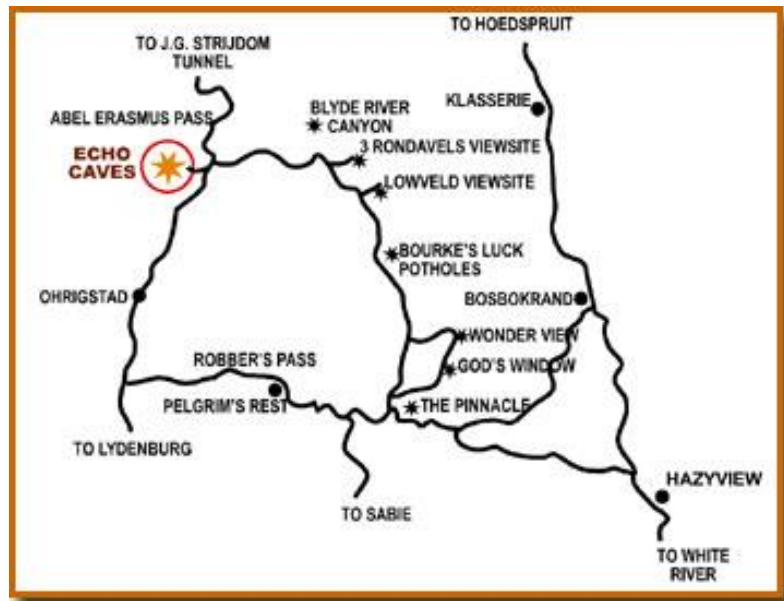 TO HOEDSPRUIT
TO J.G. STRIJDOM
TUNNEL
KLASSERIE
BLYDE RIVER
CANYON
ABEL ERASMUS PASS
3 RONDAVELS VIEWSITE
ECHO
CAVES
LOWVELD VIEWSITE
BOURKE'S LUCK
POTHOLES
OHRIGSTAD
BOSBOKRAND
WONDER VIEW
ROBBER'S PASS
GOD'S WINDOW
PELGRIM'S REST
THE PINNACLE
TO LYDENBURG
HAZYVIEW
TO SABIE
TO WHITE
RIVER